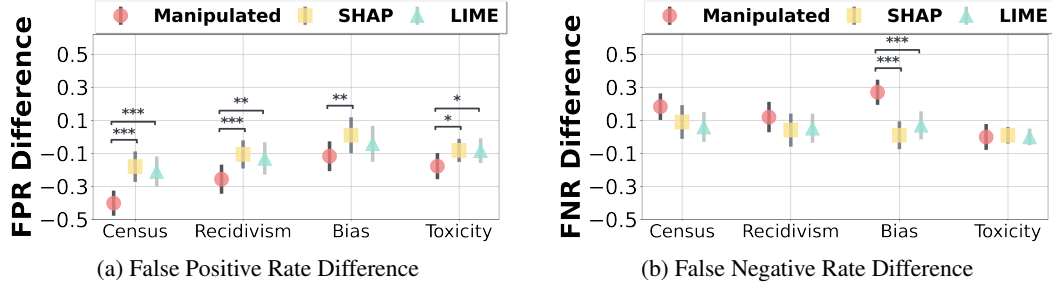 Manipulated SHAP LIME
FPR Difference
0.5
0.3
0.1
−0.1
−0.3
−0.5
*** *** *** ** ** * *
Census Recidivism Bias Toxicity
(a) False Positive Rate Difference
Manipulated SHAP LIME
FNR Difference
0.5
0.3
0.1
−0.1
−0.3
−0.5
*** ***
Census Recidivism Bias Toxicity
(b) False Negative Rate Difference